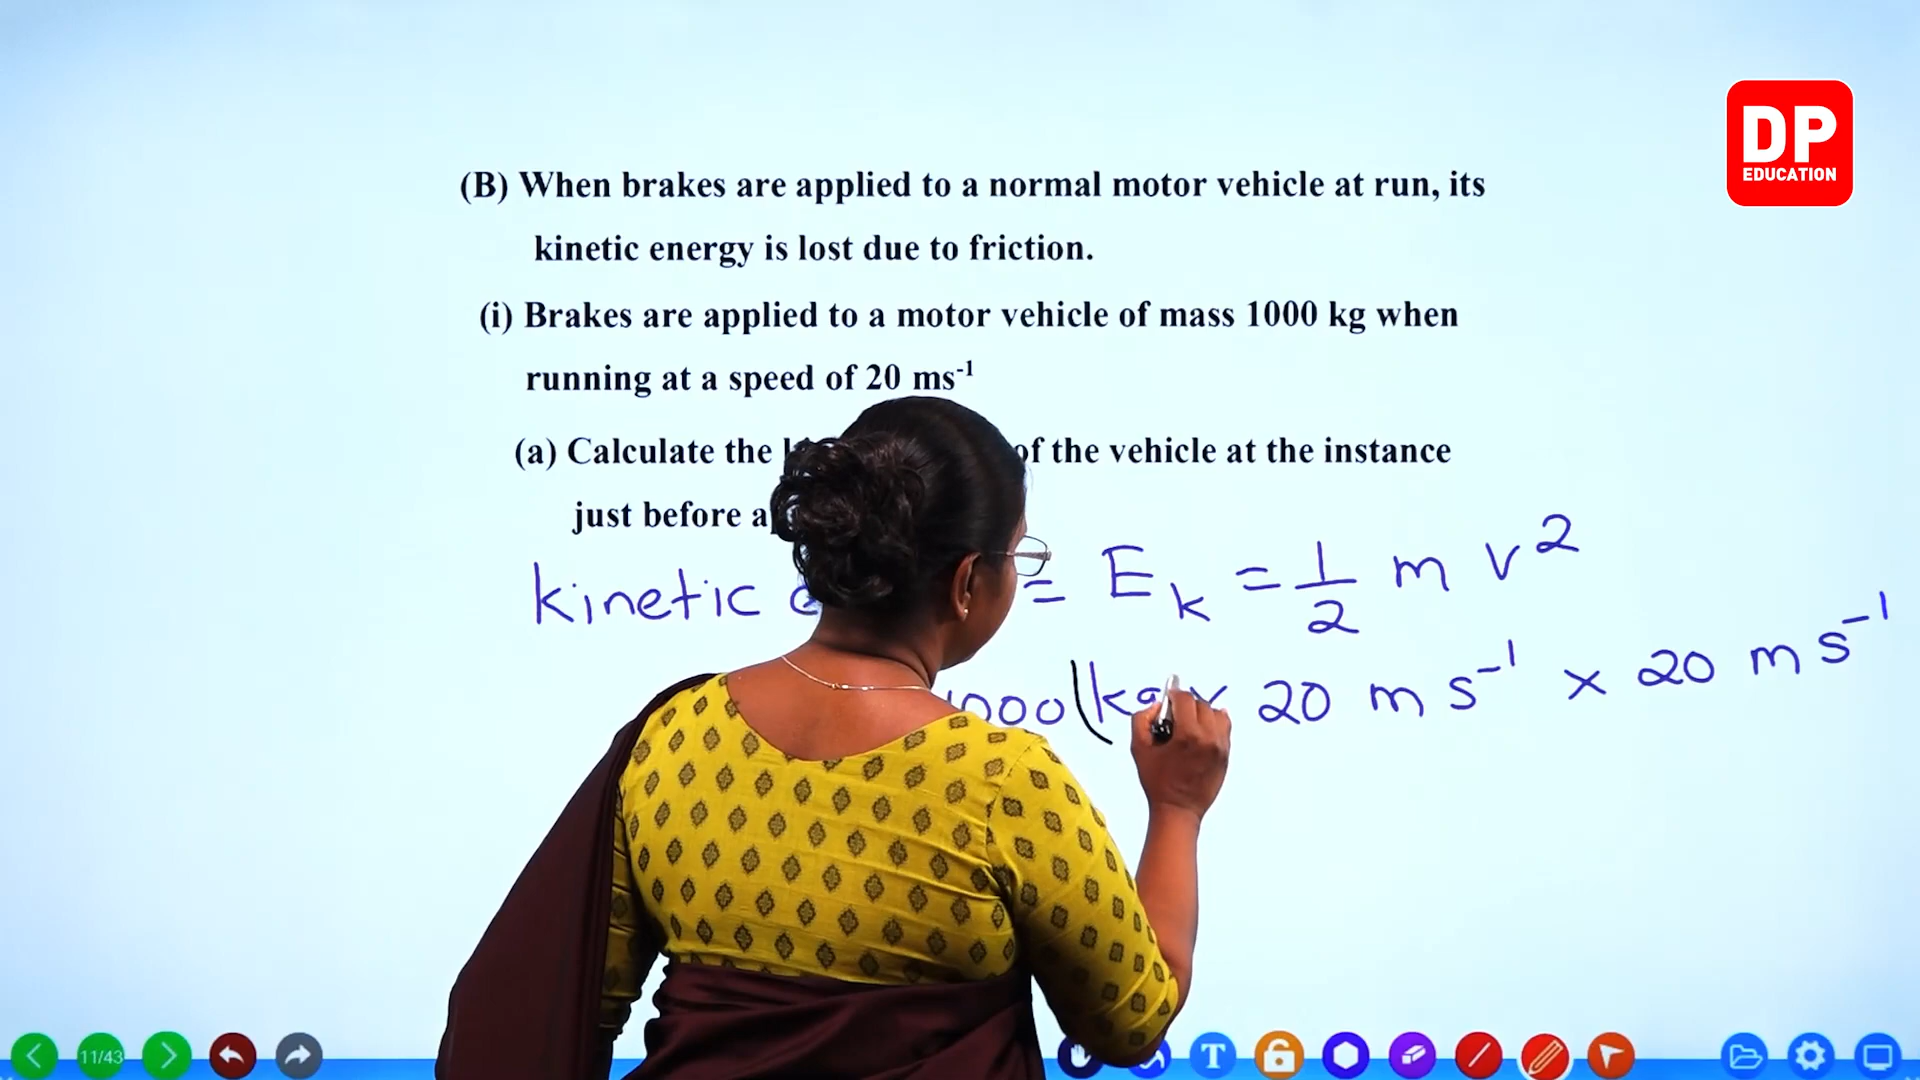 DP
EDUCATION
(B) When brakes are applied to a normal motor vehicle at run, its
kinetic energy is lost due to friction.
(i) Brakes are applied to a motor vehicle of mass 1000 kg when
running at a speed of 20 ms⁻¹
(a) Calculate the of the vehicle at the instance
just before
kinetic = E_k = 1/2 m v²
1000 (kg × 20 m s⁻¹ × 20 m s⁻¹
11/43
T